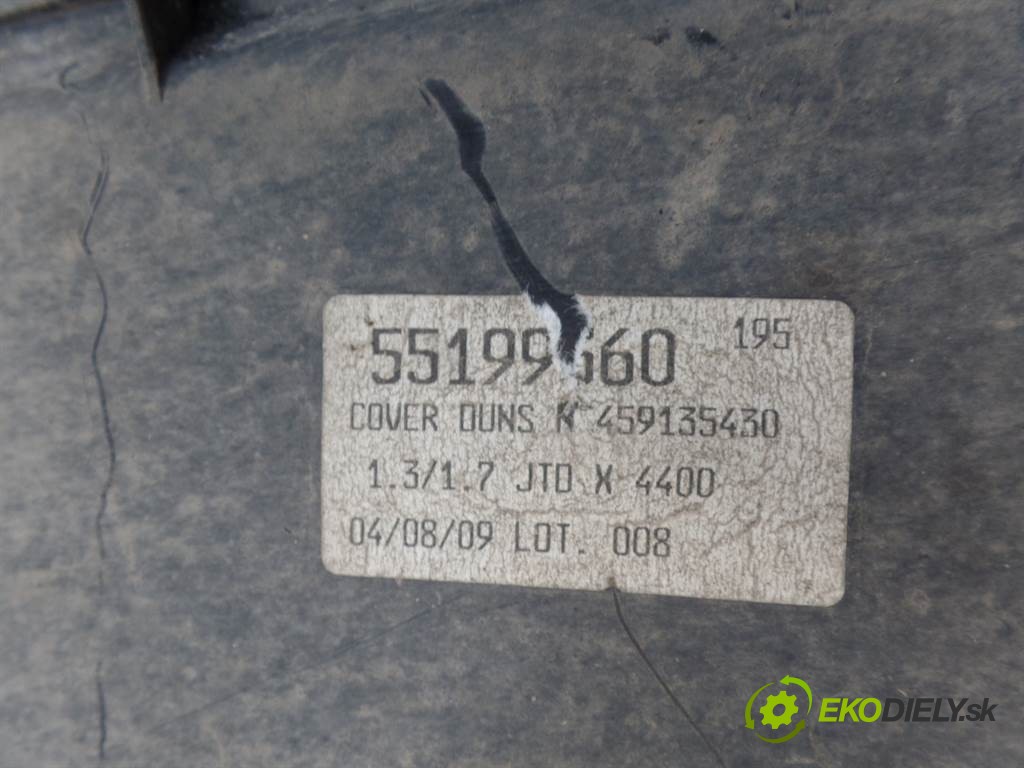 195
COVER DUNS N 459135430
1.3/1.7 JTD X 4400
04/08/09 LOT. 008
EKODIELY.sk